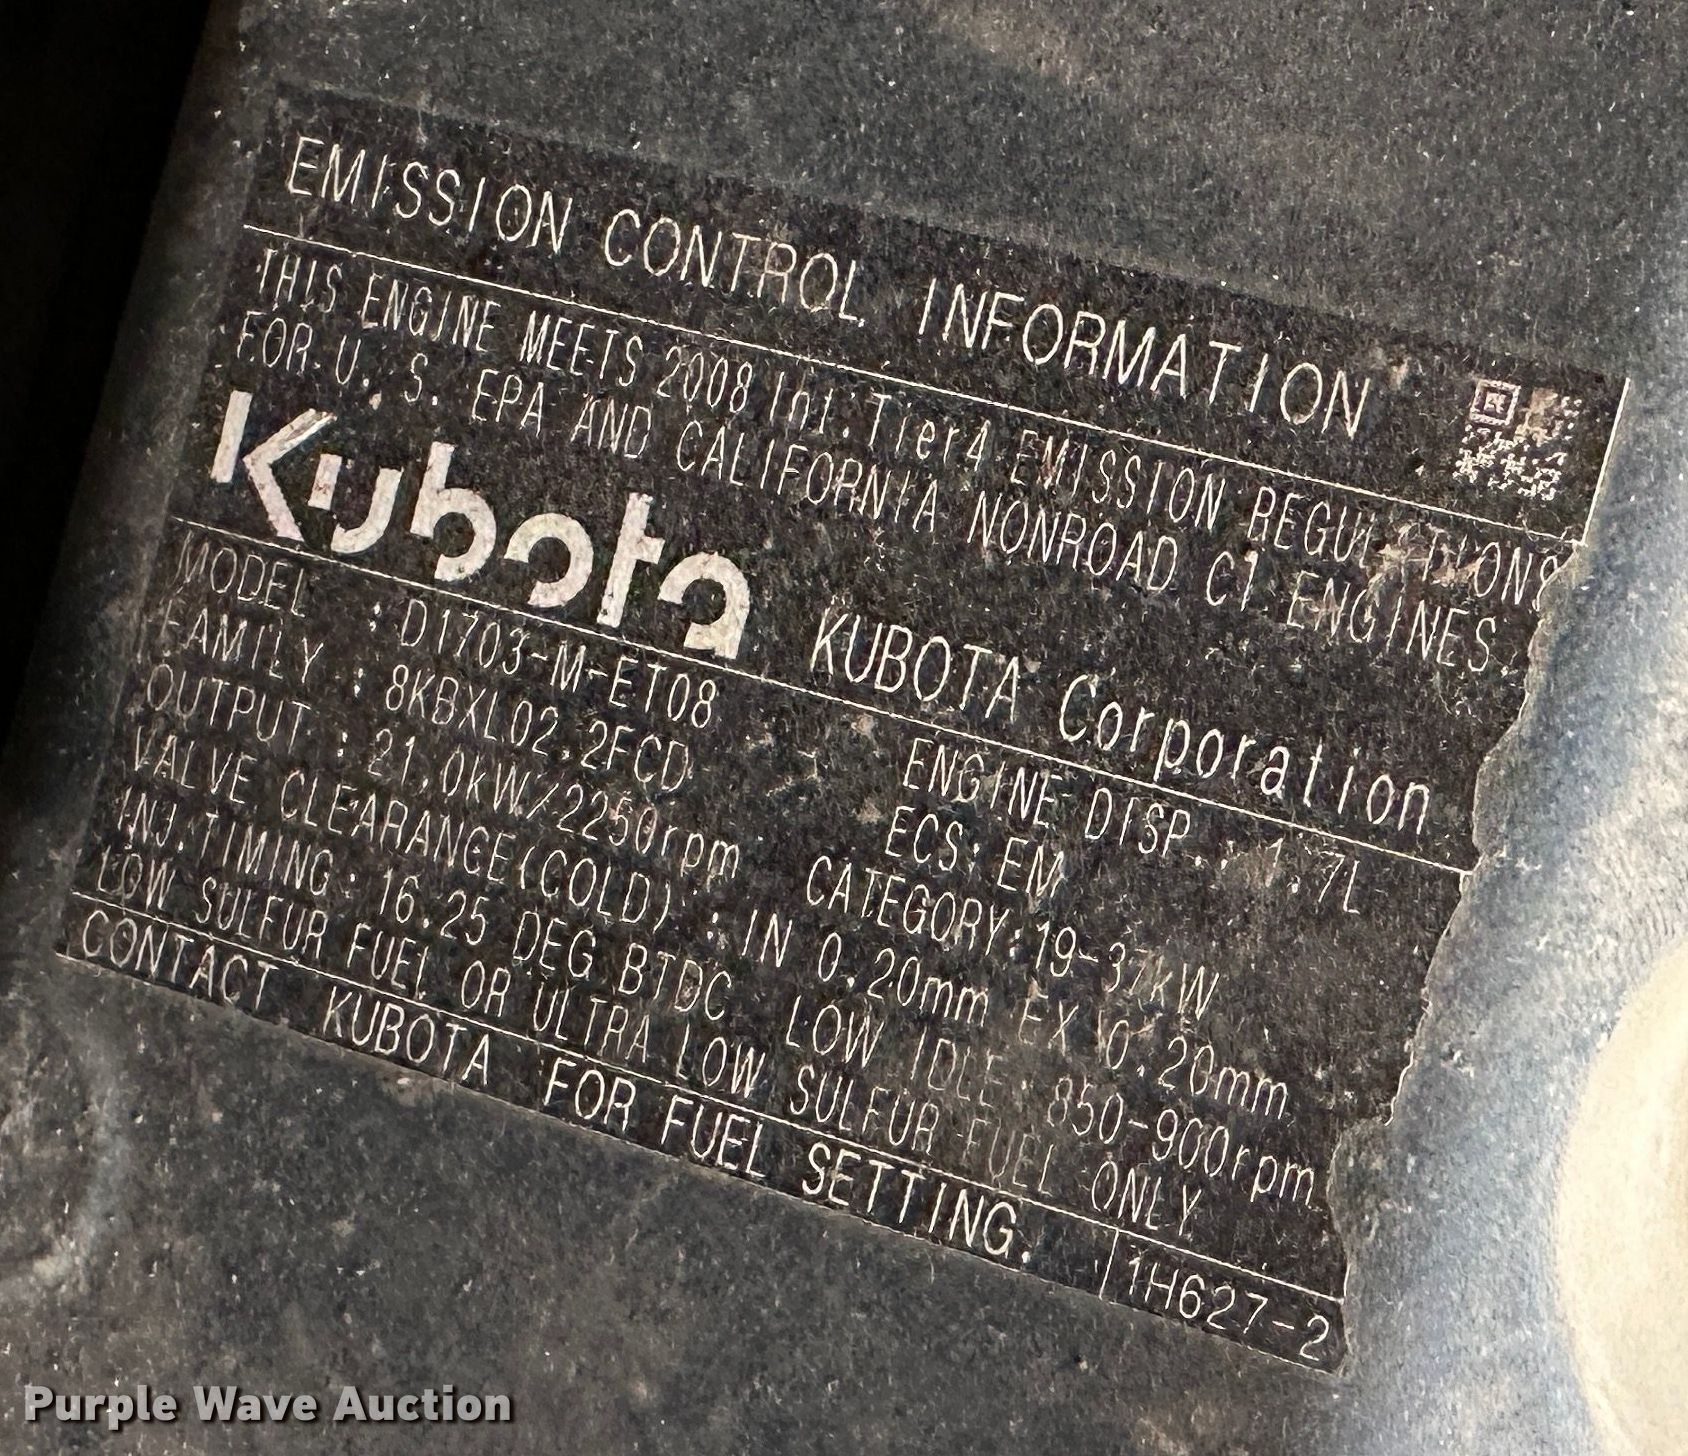 EMISSION CONTROL INFORMATION
THIS ENGINE MEETS 2008 Int.Tier4 EMISSION REGULATIONS
FOR U. S. EPA AND CALIFORNIA NONROAD C1 ENGINES.
Kubota KUBOTA Corporation
MODEL : D1703-M-ET08 ENGINE DISP.: 1.7L
FAMILY : 8KBXL02.2FCD ECS: EM
OUTPUT : 21.0kW/2250rpm CATEGORY:19-37kW
VALVE CLEARANCE(COLD) : IN 0.20mm EX 0.20mm
INJ.TIMING: 16.25 DEG BTDC LOW IDLE: 850-900rpm
LOW SULFUR FUEL OR ULTRA LOW SULFUR FUEL ONLY
CONTACT KUBOTA FOR FUEL SETTING. 1H627-2
Purple Wave Auction